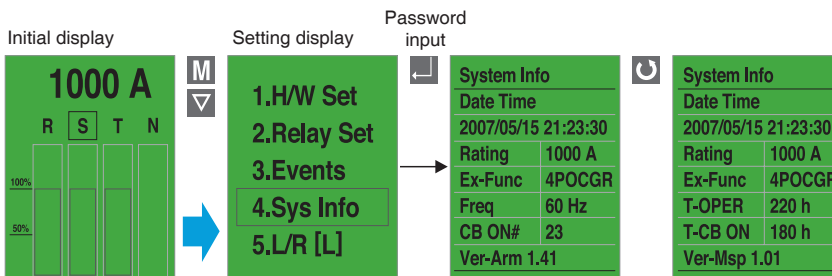 Initial display
1000 A
R S T N
100%
50%
M
Setting display
1.H/W Set
2.Relay Set
3.Events
4.Sys Info
5.L/R [L]
Password
input
System Info
Date Time
2007/05/15 21:23:30
Rating 1000 A
Ex-Func 4POCGR
Freq 60 Hz
CB ON# 23
Ver-Arm 1.41
System Info
Date Time
2007/05/15 21:23:30
Rating 1000 A
Ex-Func 4POCGR
T-OPER 220 h
T-CB ON 180 h
Ver-Msp 1.01